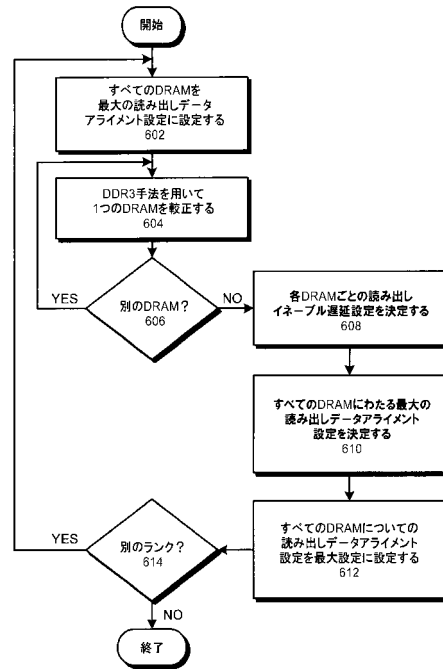 開始
すべてのDRAMを
最大の読み出しデータ
アライメント設定に設定する
602
DDR3手法を用いて
1つのDRAMを較正する
604
YES
別のDRAM?
606
NO
各DRAMごとの読み出し
イネーブル遅延設定を決定する
608
すべてのDRAMにわたる最大の
読み出しデータアライメント
設定を決定する
610
すべてのDRAMについての
読み出しデータアライメント
設定を最大設定に設定する
612
YES
別のランク?
614
NO
終了